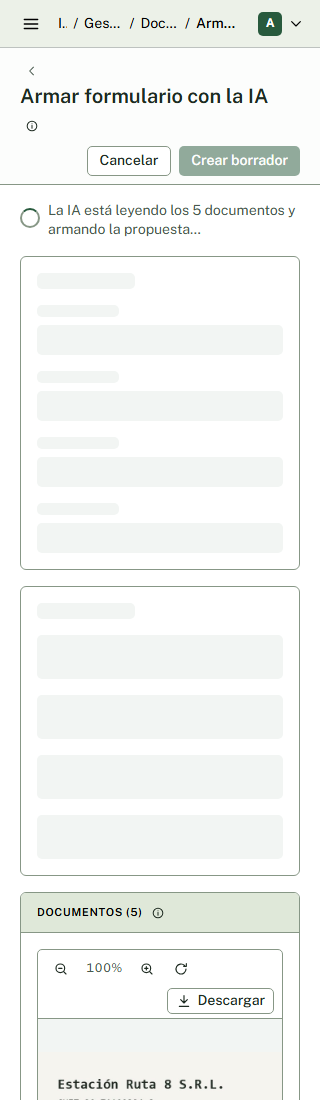 I.. / Ges... / Doc... / Arm... A
Armar formulario con la IA
Cancelar Crear borrador
La IA está leyendo los 5 documentos y
armando la propuesta...
DOCUMENTOS (5)
100%
Descargar
Estación Ruta 8 S.R.L.